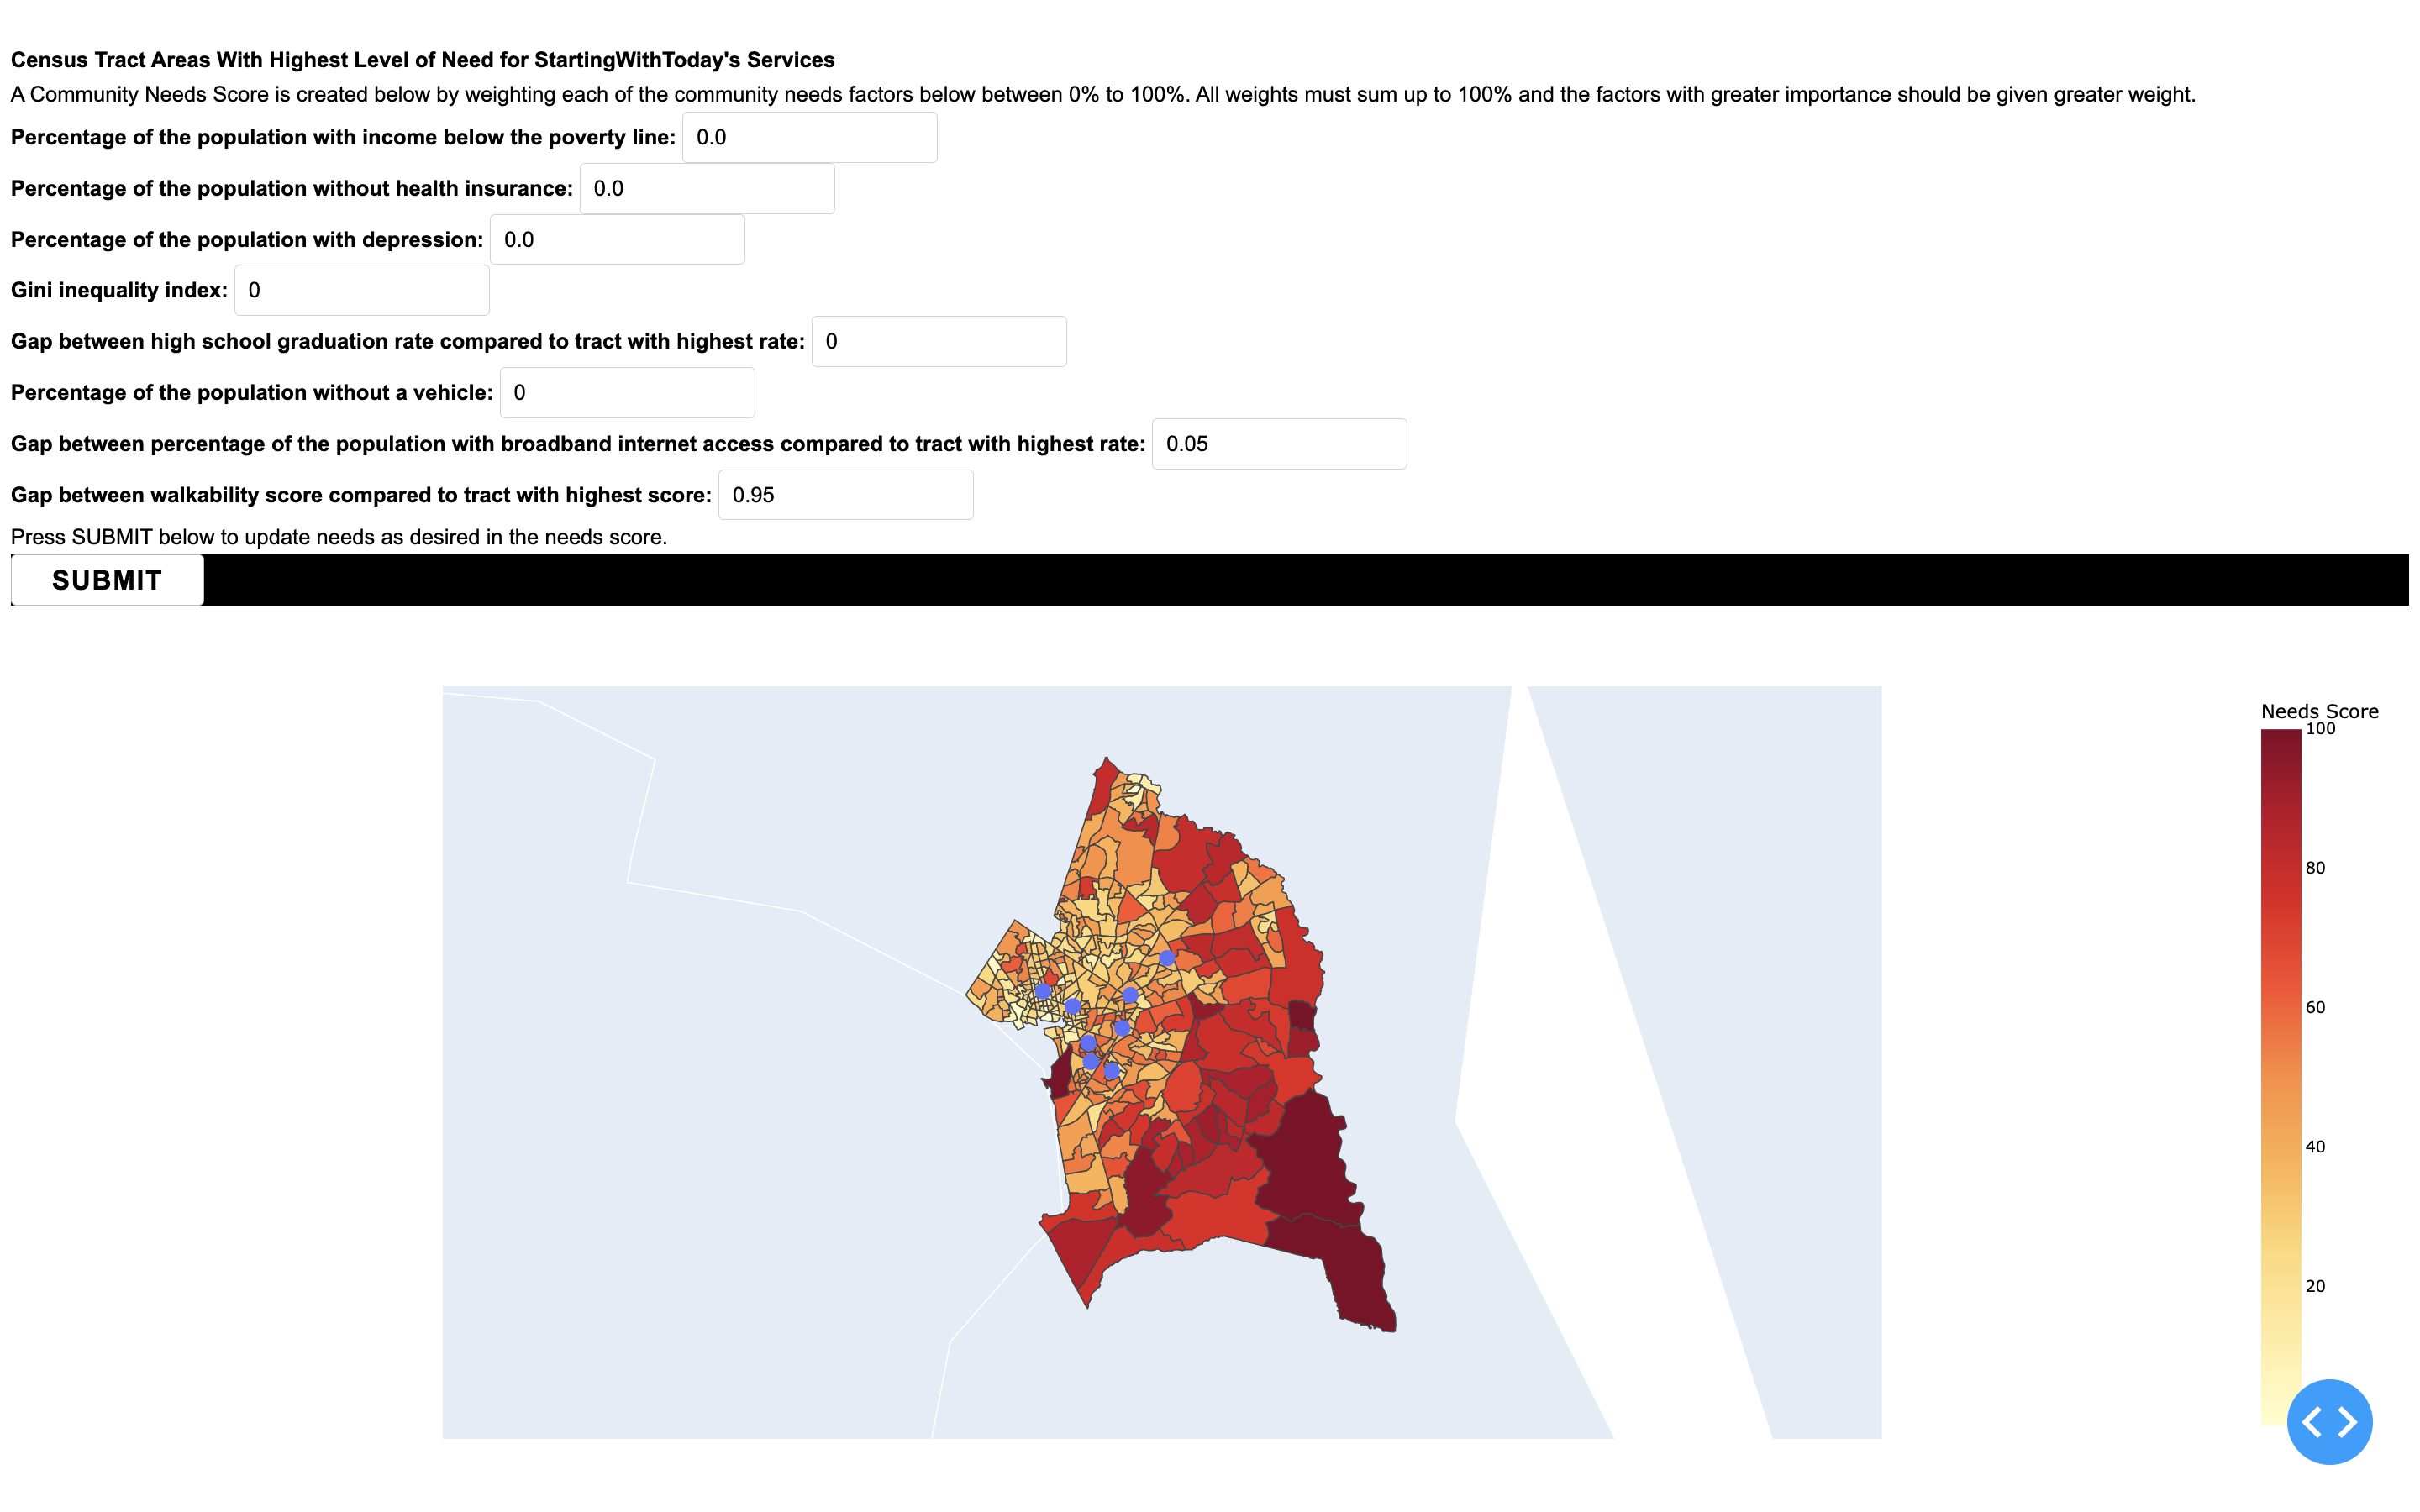 Census Tract Areas With Highest Level of Need for StartingWithToday's Services
A Community Needs Score is created below by weighting each of the community needs factors below between 0% to 100%. All weights must sum up to 100% and the factors with greater importance should be given greater weight.
Percentage of the population with income below the poverty line: 0.0
Percentage of the population without health insurance: 0.0
Percentage of the population with depression: 0.0
Gini inequality index: 0
Gap between high school graduation rate compared to tract with highest rate: 0
Percentage of the population without a vehicle: 0
Gap between percentage of the population with broadband internet access compared to tract with highest rate: 0.05
Gap between walkability score compared to tract with highest score: 0.95
Press SUBMIT below to update needs as desired in the needs score.
SUBMIT
Needs Score
100
80
60
40
20